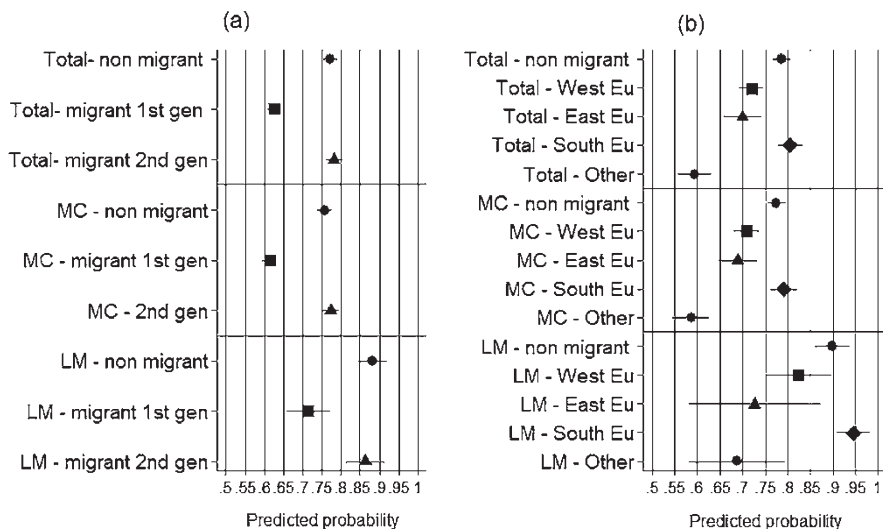 (a)
Total- non migrant
Total- migrant 1st gen
Total- migrant 2nd gen
MC - non migrant
MC - migrant 1st gen
MC - 2nd gen
LM - non migrant
LM - migrant 1st gen
LM - migrant 2nd gen
.5 .55 .6 .65 .7 .75 .8 .85 .9 .95 1
Predicted probability
(b)
Total - non migrant
Total - West Eu
Total - East Eu
Total - South Eu
Total - Other
MC - non migrant
MC - West Eu
MC - East Eu
MC - South Eu
MC - Other
LM - non migrant
LM - West Eu
LM - East Eu
LM - South Eu
LM - Other
.5 .55 .6 .65 .7 .75 .8 .85 .9 .95 1
Predicted probability